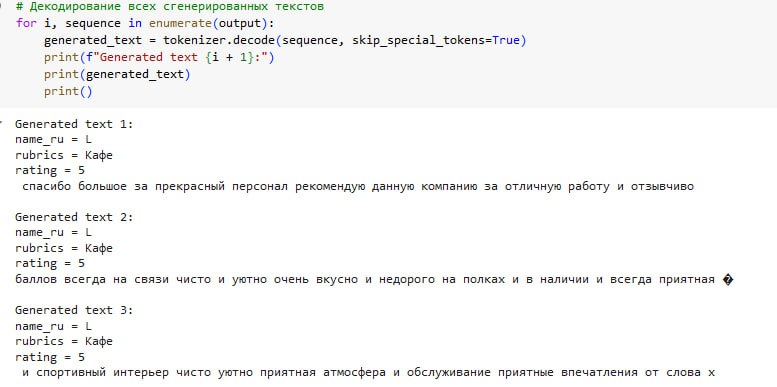 # Декодирование всех сгенерированных текстов
for i, sequence in enumerate(output):
    generated_text = tokenizer.decode(sequence, skip_special_tokens=True)
    print(f"Generated text {i + 1}:")
    print(generated_text)
    print()
Generated text 1:
name_ru = L
rubrics = Кафе
rating = 5
 спасибо большое за прекрасный персонал рекомендую данную компанию за отличную работу и отзывчиво
Generated text 2:
name_ru = L
rubrics = Кафе
rating = 5
баллов всегда на связи чисто и уютно очень вкусно и недорого на полках и в наличии и всегда приятная �
Generated text 3:
name_ru = L
rubrics = Кафе
rating = 5
 и спортивный интерьер чисто уютно приятная атмосфера и обслуживание приятные впечатления от слова х